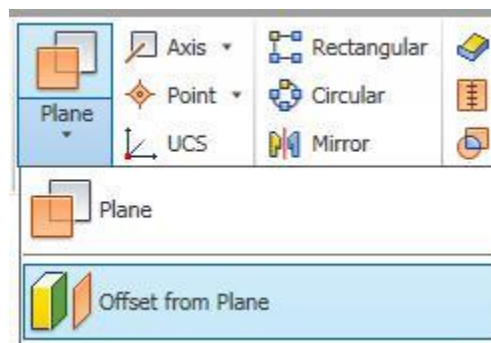 Plane
Axis
Point
UCS
Rectangular
Circular
Mirror
Plane
Offset from Plane